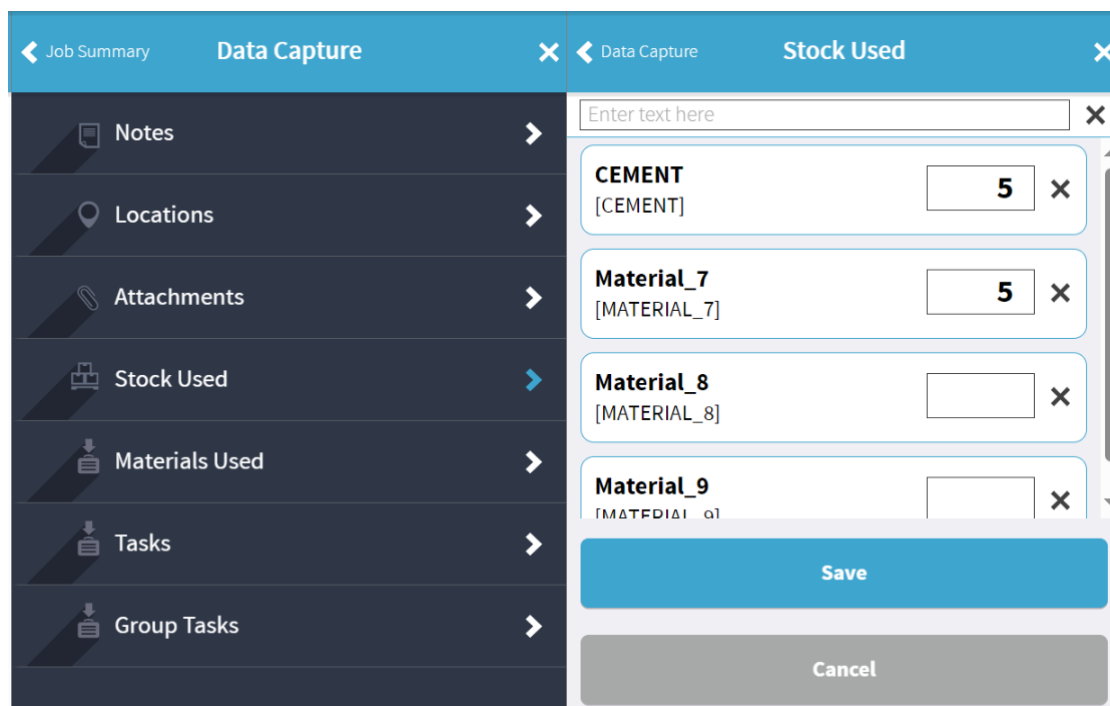 Job Summary
Data Capture
Notes
Locations
Attachments
Stock Used
Materials Used
Tasks
Group Tasks
Data Capture
Stock Used
Enter text here
CEMENT
[CEMENT]
5
Material_7
[MATERIAL_7]
5
Material_8
[MATERIAL_8]
Material_9
[MATERIAL_9]
Save
Cancel